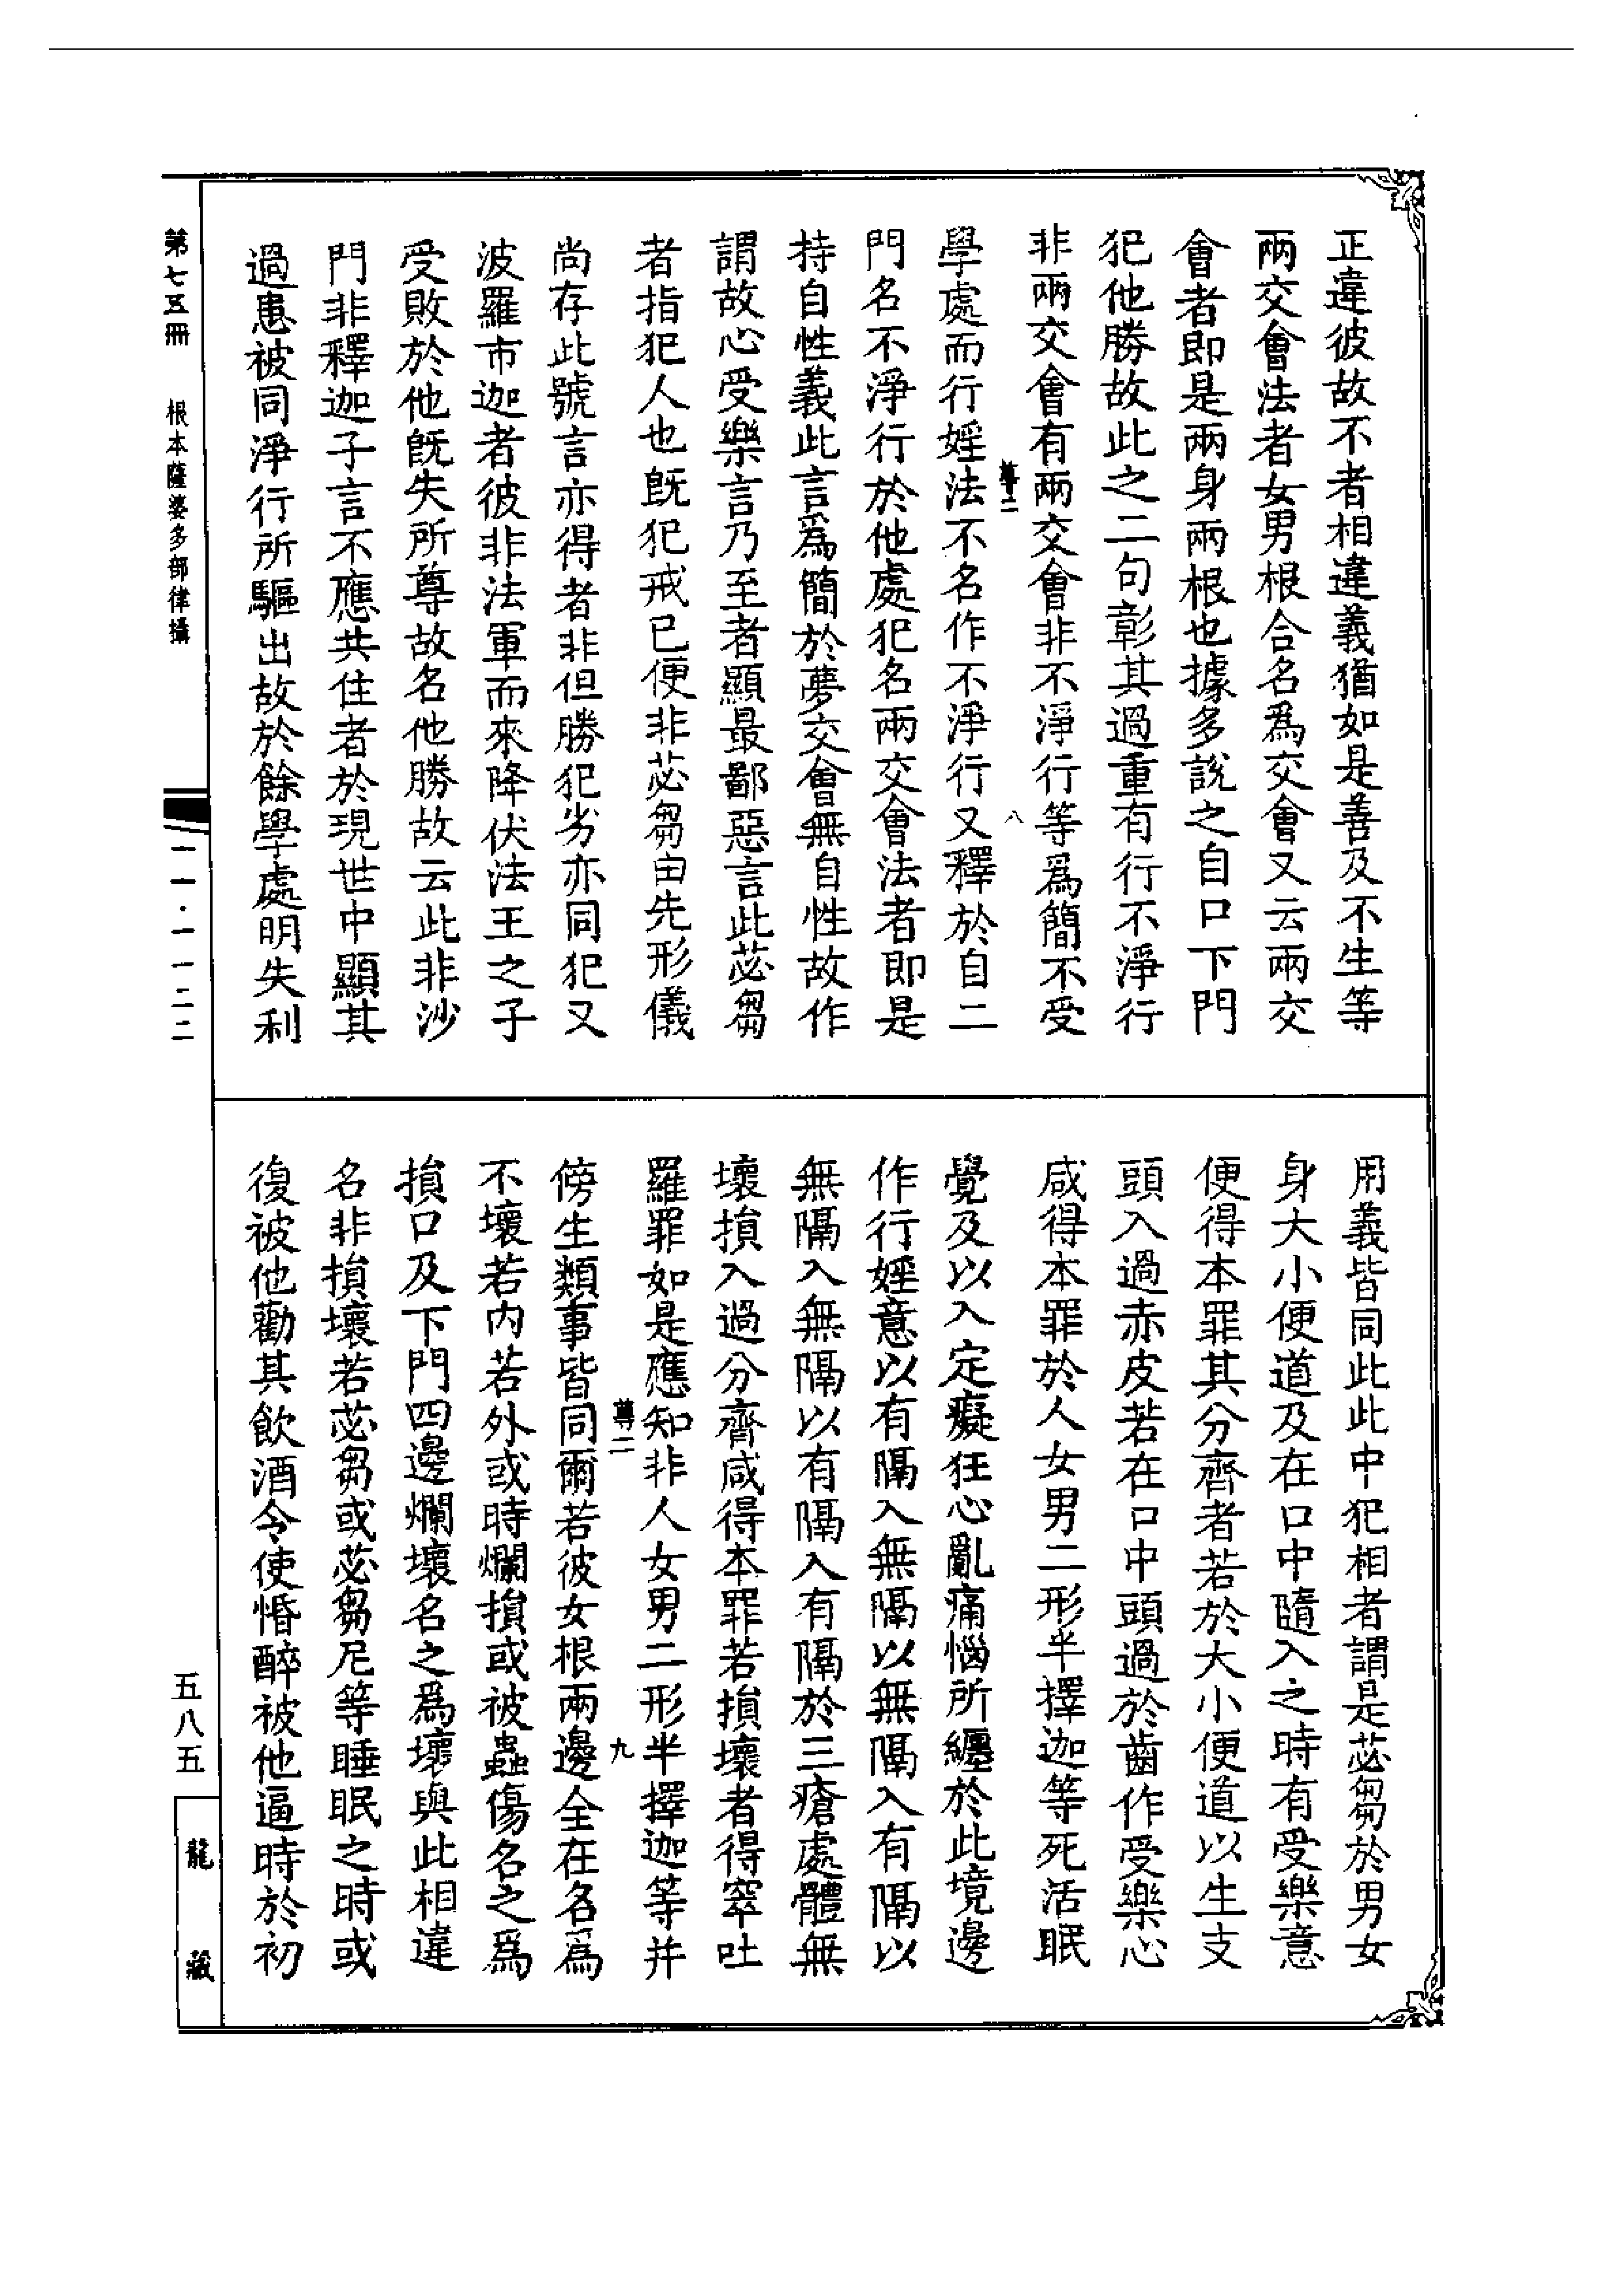 正違彼故不者相違義猶如是善及不生等
兩交會法者女男根合名爲交會又云兩交
會者即是兩身兩根也據多說之自口下門
犯他勝故此之二句彰其過重有行不淨行
非兩交會有兩交會非不淨行等爲簡不受
尊二
八
學處而行婬法不名作不淨行又釋於自二
門名不淨行於他處犯名兩交會法者即是
持自性義此言爲簡於夢交會無自性故作
謂故心受樂言乃至者顯最鄙惡言此苾芻
者指犯人也既犯戒已便非苾芻由先形儀
尚存此號言亦得者非但勝犯劣亦同犯又
波羅市迦者彼非法軍而來降伏法王之子
受敗於他既失所尊故名他勝故云此非沙
門非釋迦子言不應共住者於現世中顯其
過患被同淨行所驅出故於餘學處明失利
用義皆同此此中犯相者謂是苾芻於男女
身大小便道及在口中隨入之時有受樂意
便得本罪其分齊者若於大小便道以生支
頭入過赤皮若在口中頭過於齒作受樂心
咸得本罪於人女男二形半擇迦等死活眠
覺及以入定癡狂心亂痛惱所纏於此境邊
作行婬意以有隔入無隔以無隔入有隔以
無隔入無隔以有隔入有隔於三瘡處體無
壞損入過分齊咸得本罪若損壞者得窣吐
羅罪如是應知非人女男二形半擇迦等并
尊二
九
傍生類事皆同爾若彼女根兩邊全在名爲
不壞若內若外或時爛損或被蟲傷名之爲
損口及下門四邊爛壞名之爲壞與此相違
名非損壞若苾芻或苾芻尼等睡眠之時或
復被他勸其飲酒令使惛醉被他逼時於初
第七五冊
根本薩婆多部律攝
一一·一一二二
五八五
龍藏